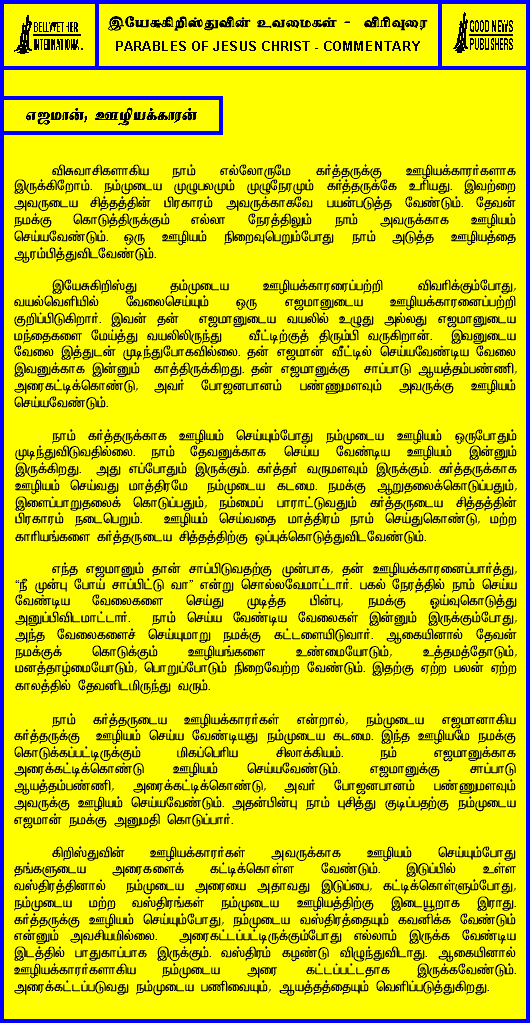 BELLWETHER
INTERNATIONAL
இயேசுகிறிஸ்துவின் உவமைகள் - விரிவுரை
PARABLES OF JESUS CHRIST - COMMENTARY
GOOD NEWS
PUBLISHERS
எஜமான், ஊழியக்காரன்
விசுவாசிகளாகிய நாம் எல்லோருமே கர்த்தருக்கு ஊழியக்காரர்களாக
இருக்கிறோம். நம்முடைய முழுபலமும் முழுநேரமும் கர்த்தருக்கே உரியது. இவற்றை
அவருடைய சித்தத்தின் பிரகாரம் அவருக்காகவே பயன்படுத்த வேண்டும். தேவன்
நமக்கு கொடுத்திருக்கும் எல்லா நேரத்திலும் நாம் அவருக்காக ஊழியம்
செய்யவேண்டும். ஒரு ஊழியம் நிறைவுபெறும்போது நாம் அடுத்த ஊழியத்தை
ஆரம்பித்துவிடவேண்டும்.
இயேசுகிறிஸ்து தம்முடைய ஊழியக்காரரைப்பற்றி விவரிக்கும்போது,
வயல்வெளியில் வேலைசெய்யும் ஒரு எஜமானுடைய ஊழியக்காரனைப்பற்றி
குறிப்பிடுகிறார். இவன் தன் எஜமானுடைய வயலில் உழுது அல்லது எஜமானுடைய
மந்தைகளை மேய்த்து வயலிலிருந்து வீட்டிற்குத் திரும்பி வருகிறான். இவனுடைய
வேலை இத்துடன் முடிந்துபோகவில்லை. தன் எஜமான் வீட்டில் செய்யவேண்டிய வேலை
இவனுக்காக இன்னும் காத்திருக்கிறது. தன் எஜமானுக்கு சாப்பாடு ஆயத்தம்பண்ணி,
அரைகட்டிக்கொண்டு, அவர் போஜனபானம் பண்ணுமளவும் அவருக்கு ஊழியம்
செய்யவேண்டும்.
நாம் கர்த்தருக்காக ஊழியம் செய்யும்போது நம்முடைய ஊழியம் ஒருபோதும்
முடிந்துவிடுவதில்லை. நாம் தேவனுக்காக செய்ய வேண்டிய ஊழியம் இன்னும்
இருக்கிறது. அது எப்போதும் இருக்கும். கர்த்தர் வருமளவும் இருக்கும். கர்த்தருக்காக
ஊழியம் செய்வது மாத்திரமே நம்முடைய கடமை. நமக்கு ஆறுதலைக்கொடுப்பதும்,
இளைப்பாறுதலைக் கொடுப்பதும், நம்மைப் பாராட்டுவதும் கர்த்தருடைய சித்தத்தின்
பிரகாரம் நடைபெறும். ஊழியம் செய்வதை மாத்திரம் நாம் செய்துகொண்டு, மற்ற
காரியங்களை கர்த்தருடைய சித்தத்திற்கு ஒப்புக்கொடுத்துவிடவேண்டும்.
எந்த எஜமானும் தான் சாப்பிடுவதற்கு முன்பாக, தன் ஊழியக்காரனைப்பார்த்து,
“நீ முன்பு போய் சாப்பிட்டு வா” என்று சொல்லவேமாட்டார். பகல் நேரத்தில் நாம் செய்ய
வேண்டிய வேலைகளை செய்து முடித்த பின்பு, நமக்கு ஓய்வுகொடுத்து
அனுப்பிவிடமாட்டார். நாம் செய்ய வேண்டிய வேலைகள் இன்னும் இருக்கும்போது,
அந்த வேலைகளைச் செய்யுமாறு நமக்கு கட்டளையிடுவார். ஆகையினால் தேவன்
நமக்குக் கொடுக்கும் ஊழியங்களை உண்மையோடும், உத்தமத்தோடும்,
மனத்தாழ்மையோடும், பொறுப்போடும் நிறைவேற்ற வேண்டும். இதற்கு ஏற்ற பலன் ஏற்ற
காலத்தில் தேவனிடமிருந்து வரும்.
நாம் கர்த்தருடைய ஊழியக்காரர்கள் என்றால், நம்முடைய எஜமானாகிய
கர்த்தருக்கு ஊழியம் செய்ய வேண்டியது நம்முடைய கடமை. இந்த ஊழியமே நமக்கு
கொடுக்கப்பட்டிருக்கும் மிகப்பெரிய சிலாக்கியம். நம் எஜமானுக்காக
அரைக்கட்டிக்கொண்டு ஊழியம் செய்யவேண்டும். எஜமானுக்கு சாப்பாடு
ஆயத்தம்பண்ணி, அரைக்கட்டிக்கொண்டு, அவர் போஜனபானம் பண்ணுமளவும்
அவருக்கு ஊழியம் செய்யவேண்டும். அதன்பின்பு நாம் புசித்து குடிப்பதற்கு நம்முடைய
எஜமான் நமக்கு அனுமதி கொடுப்பார்.
கிறிஸ்துவின் ஊழியக்காரர்கள் அவருக்காக ஊழியம் செய்யும்போது
தங்களுடைய அரைகளைக் கட்டிக்கொள்ள வேண்டும். இடுப்பில் உள்ள
வஸ்திரத்தினால் நம்முடைய அரையை அதாவது இடுப்பை, கட்டிக்கொள்ளும்போது,
நம்முடைய மற்ற வஸ்திரங்கள் நம்முடைய ஊழியத்திற்கு இடையூறாக இராது.
கர்த்தருக்கு ஊழியம் செய்யும்போது, நம்முடைய வஸ்திரத்தையும் கவனிக்க வேண்டும்
என்னும் அவசியமில்லை. அரைகட்டப்பட்டிருக்கும்போது எல்லாம் இருக்க வேண்டிய
இடத்தில் பாதுகாப்பாக இருக்கும். வஸ்திரம் கழண்டு விழுந்துவிடாது. ஆகையினால்
ஊழியக்காரர்களாகிய நம்முடைய அரை கட்டப்பட்டதாக இருக்கவேண்டும்.
அரைக்கட்டப்படுவது நம்முடைய பணிவையும், ஆயத்தத்தையும் வெளிப்படுத்துகிறது.